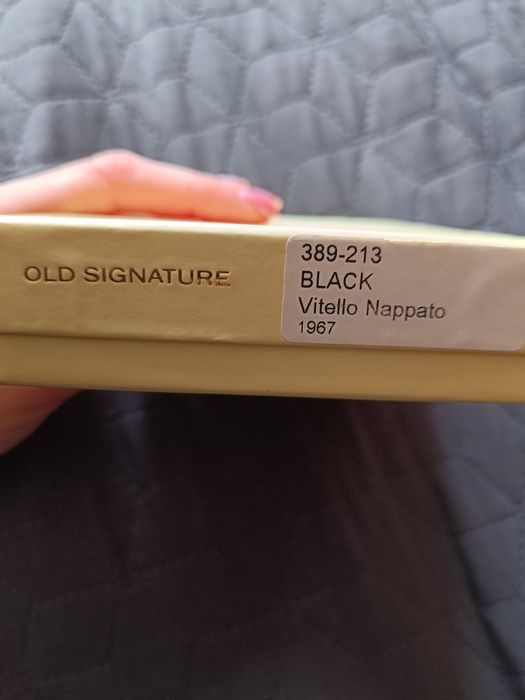 OLD SIGNATURE
389-213
BLACK
Vitello Nappato
1967